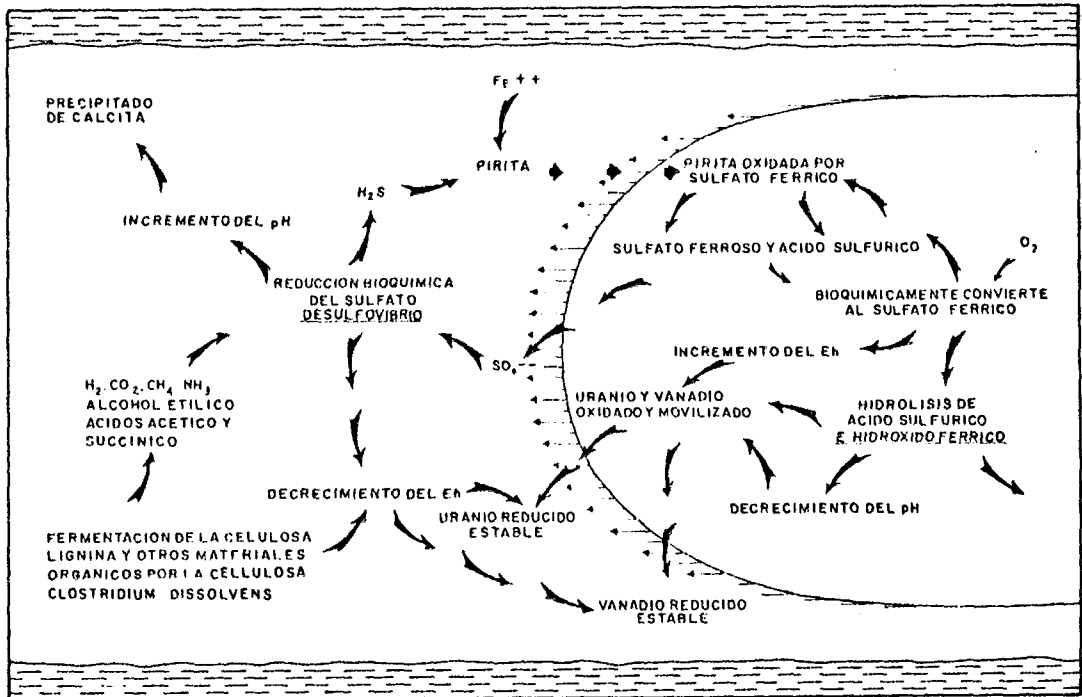 Fe ++
PRECIPITADO
DE CALCITA
PIRITA
PIRITA OXIDADA POR
SULFATO FERRICO
H₂S
INCREMENTO DEL pH
SULFATO FERROSO Y ACIDO SULFURICO
O₂
REDUCCION BIOQUIMICA
DEL SULFATO
DESULFOVIBRIO
BIOQUIMICAMENTE CONVIERTE
AL SULFATO FERRICO
INCREMENTO DEL Eh
SO₄--
H₂.CO₂.CH₄ NH₃
ALCOHOL ETILICO
ACIDOS ACETICO Y
SUCCINICO
URANIO Y VANADIO
OXIDADO Y MOVILIZADO
HIDROLISIS DE
ACIDO SULFURICO
E HIDROXIDO FERRICO
DECRECIMIENTO DEL Eh
URANIO REDUCIDO
ESTABLE
DECRECIMIENTO DEL pH
FERMENTACION DE LA CELULOSA
LIGNINA Y OTROS MATERIALES
ORGANICOS POR LA CELLULOSA
CLOSTRIDIUM DISSOLVENS
VANADIO REDUCIDO
ESTABLE